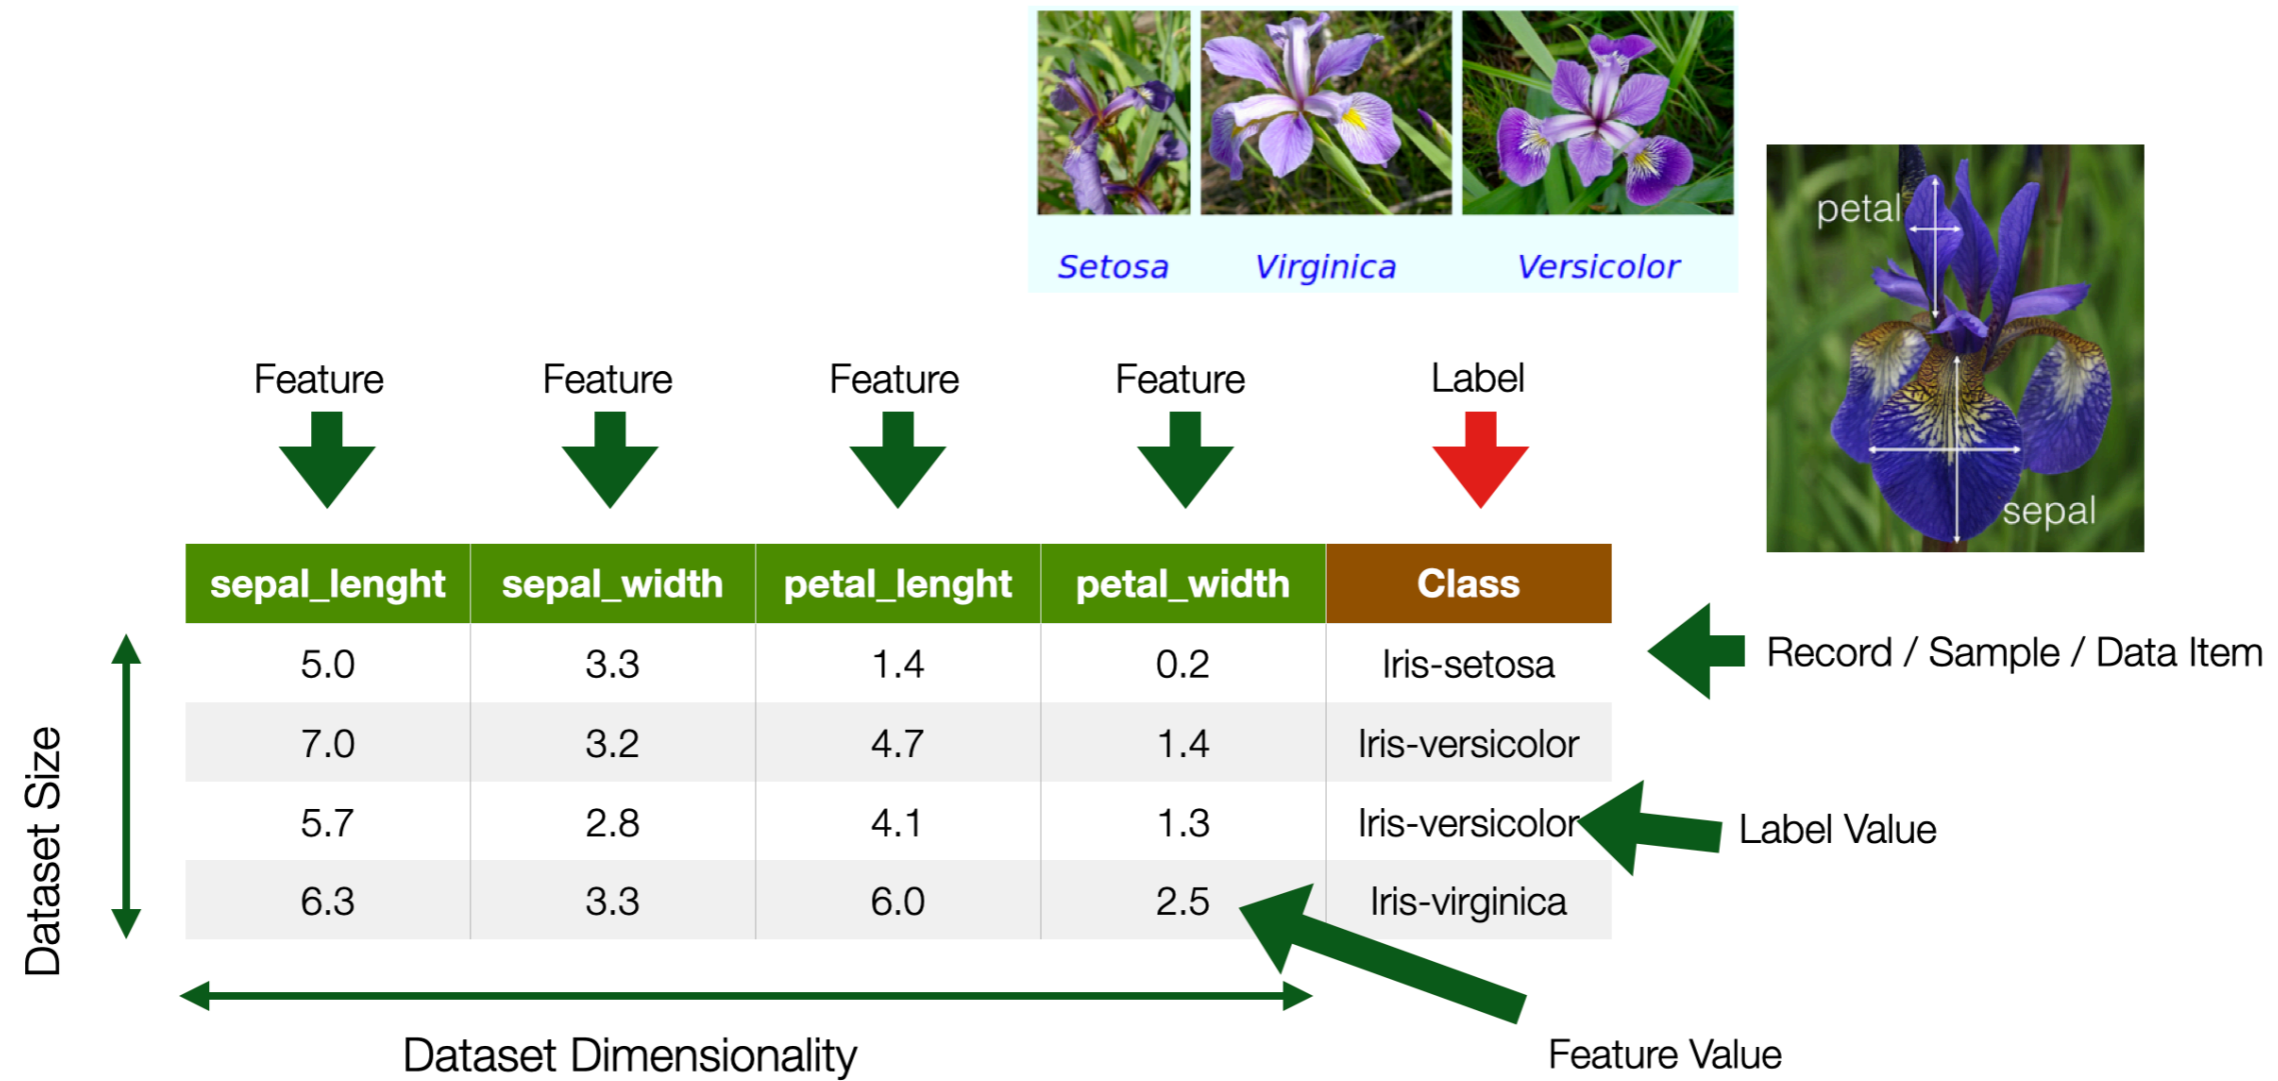 Setosa
Virginica
Versicolor
petal
sepal
Feature
Feature
Feature
Feature
Label
sepal_lenght sepal_width petal_lenght petal_width Class
5.0 3.3 1.4 0.2 Iris-setosa
7.0 3.2 4.7 1.4 Iris-versicolor
5.7 2.8 4.1 1.3 Iris-versicolor
6.3 3.3 6.0 2.5 Iris-virginica
Record / Sample / Data Item
Label Value
Feature Value
Dataset Size
Dataset Dimensionality